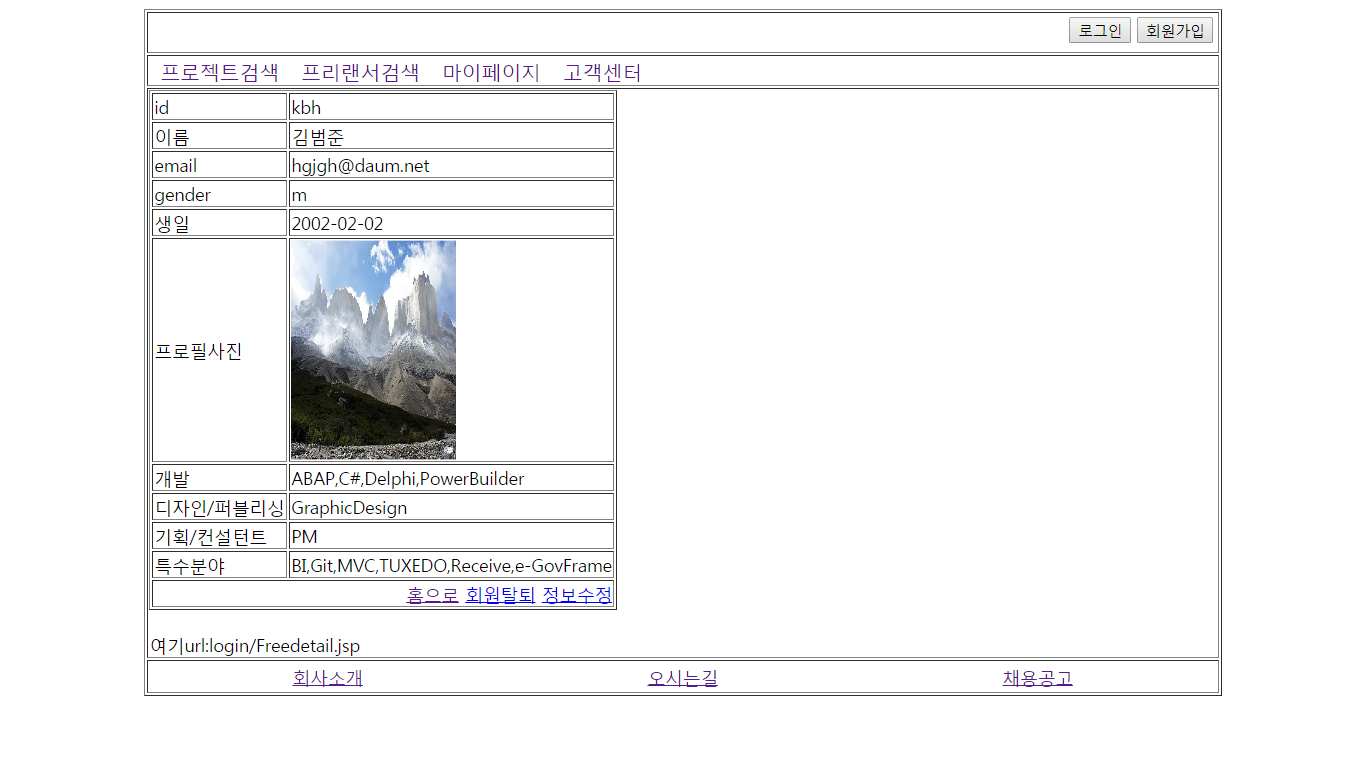 로그인 회원가입
프로젝트검색 프리랜서검색 마이페이지 고객센터
id kbh
이름 김범준
email hgjgh@daum.net
gender m
생일 2002-02-02
프로필사진
개발 ABAP,C#,Delphi,PowerBuilder
디자인/퍼블리싱 GraphicDesign
기획/컨설턴트 PM
특수분야 BI,Git,MVC,TUXEDO,Receive,e-GovFrame
홈으로 회원탈퇴 정보수정
여기url:login/Freedetail.jsp
회사소개 오시는길 채용공고